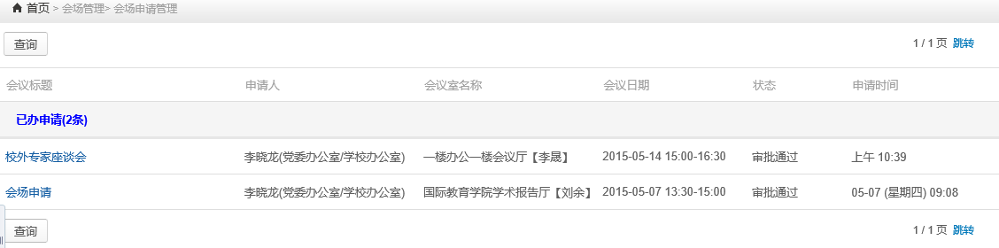 首页 > 会场管理> 会场申请管理
查询 1 / 1 页 跳转
会议标题 申请人 会议室名称 会议日期 状态 申请时间
已办申请(2条)
校外专家座谈会 李晓龙(党委办公室/学校办公室) 一楼办公一楼会议厅【李晟】 2015-05-14 15:00-16:30 审批通过 上午 10:39
会场申请 李晓龙(党委办公室/学校办公室) 国际教育学院学术报告厅【刘余】 2015-05-07 13:30-15:00 审批通过 05-07 (星期四) 09:08
查询 1 / 1 页 跳转